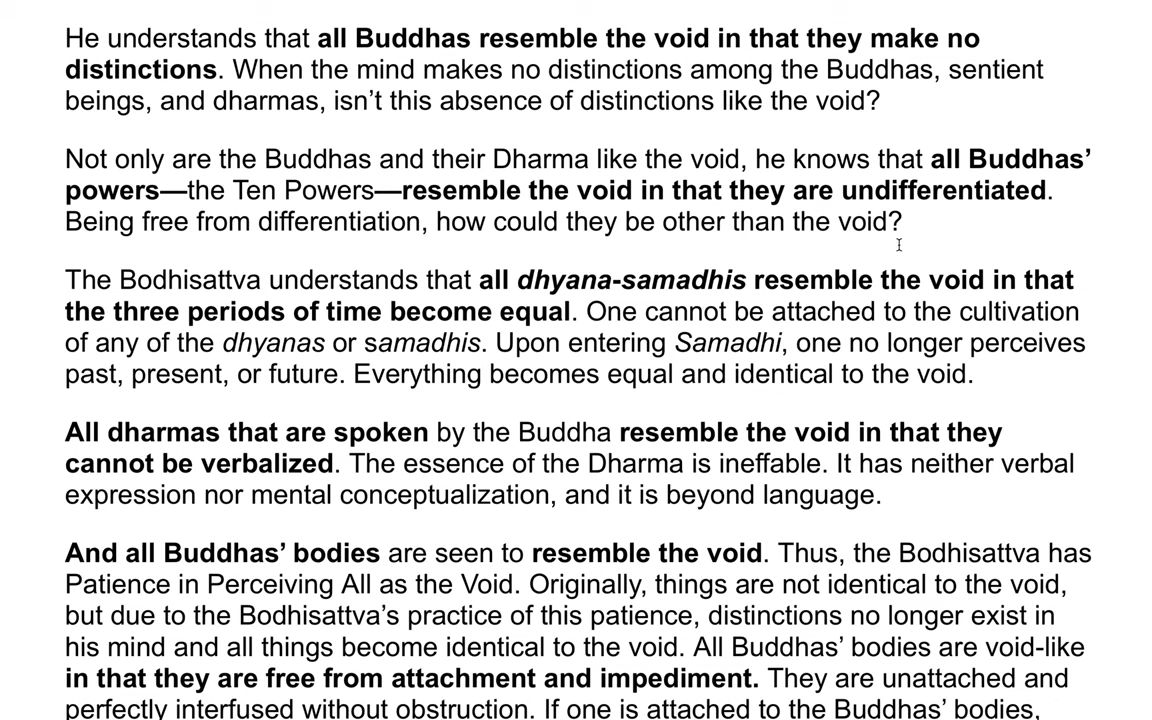 He understands that all Buddhas resemble the void in that they make no
distinctions. When the mind makes no distinctions among the Buddhas, sentient
beings, and dharmas, isn’t this absence of distinctions like the void?
Not only are the Buddhas and their Dharma like the void, he knows that all Buddhas’
powers—the Ten Powers—resemble the void in that they are undifferentiated.
Being free from differentiation, how could they be other than the void?
The Bodhisattva understands that all dhyana-samadhis resemble the void in that
the three periods of time become equal. One cannot be attached to the cultivation
of any of the dhyanas or samadhis. Upon entering Samadhi, one no longer perceives
past, present, or future. Everything becomes equal and identical to the void.
All dharmas that are spoken by the Buddha resemble the void in that they
cannot be verbalized. The essence of the Dharma is ineffable. It has neither verbal
expression nor mental conceptualization, and it is beyond language.
And all Buddhas’ bodies are seen to resemble the void. Thus, the Bodhisattva has
Patience in Perceiving All as the Void. Originally, things are not identical to the void,
but due to the Bodhisattva’s practice of this patience, distinctions no longer exist in
his mind and all things become identical to the void. All Buddhas’ bodies are void-like
in that they are free from attachment and impediment. They are unattached and
perfectly interfused without obstruction. If one is attached to the Buddhas’ bodies,